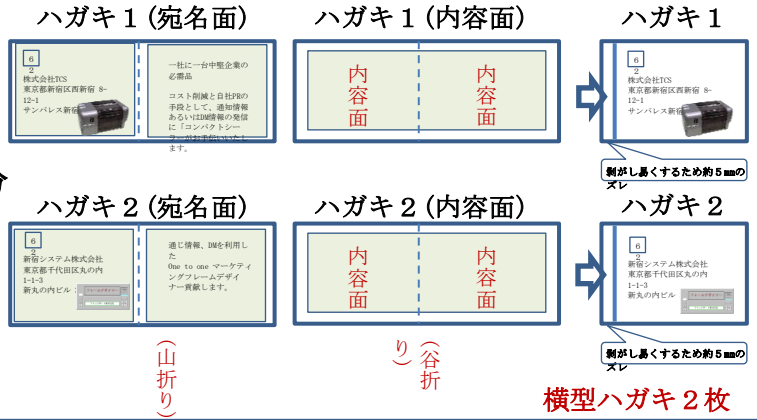 ハガキ１(宛名面)
ハガキ１(内容面)
ハガキ１
6
2
株式会社TCS
東京都新宿区西新宿 8-
12-1
サンパレス新宿
一社に一台中堅企業の
必需品
コスト削減と自社PRの
手段として、通知情報
あるいはDM情報の発信
に「コンパクトシー
ラーがお手伝いいたし
ます。
内容面
内容面
6
2
株式会社TCS
東京都新宿区西新宿 8-
12-1
サンパレス新宿
剝がし易くするため約５㎜の
ズレ
ハガキ２(宛名面)
ハガキ２(内容面)
ハガキ２
6
2
新宿システム株式会社
東京都千代田区丸の内
1-1-3
新丸の内ビル
通じ情報、DMを利用し
た
One to one マーケティ
ングフレームデザイ
ナー貢献します。
内容面
内容面
6
2
新宿システム株式会社
東京都千代田区丸の内
1-1-3
新丸の内ビル
剝がし易くするため約５㎜の
ズレ
(山折り)
(谷折
り)
横型ハガキ２枚